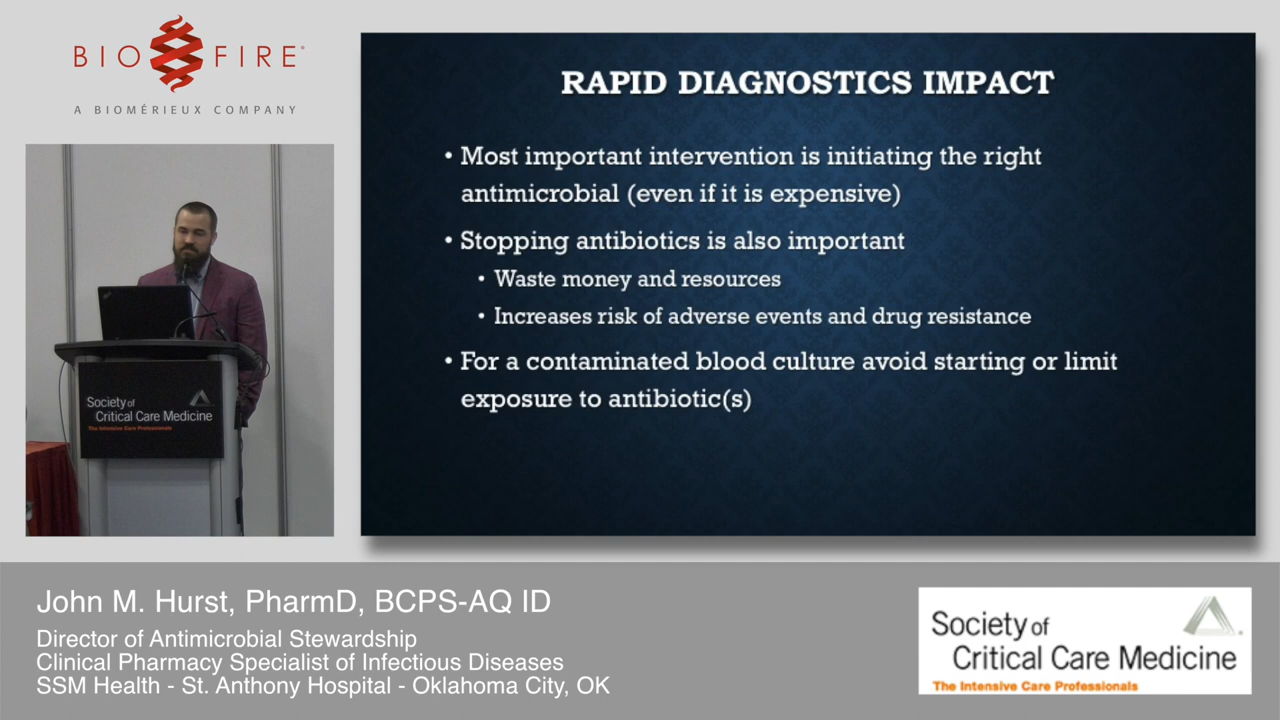 BIO FIRE
A BIOMÉRIEUX COMPANY
RAPID DIAGNOSTICS IMPACT
• Most important intervention is initiating the right
antimicrobial (even if it is expensive)
• Stopping antibiotics is also important
• Waste money and resources
• Increases risk of adverse events and drug resistance
• For a contaminated blood culture avoid starting or limit
exposure to antibiotic(s)
Society of
Critical Care Medicine
The Intensive Care Professionals
John M. Hurst, PharmD, BCPS-AQ ID
Director of Antimicrobial Stewardship
Clinical Pharmacy Specialist of Infectious Diseases
SSM Health - St. Anthony Hospital - Oklahoma City, OK
Society of
Critical Care Medicine
The Intensive Care Professionals